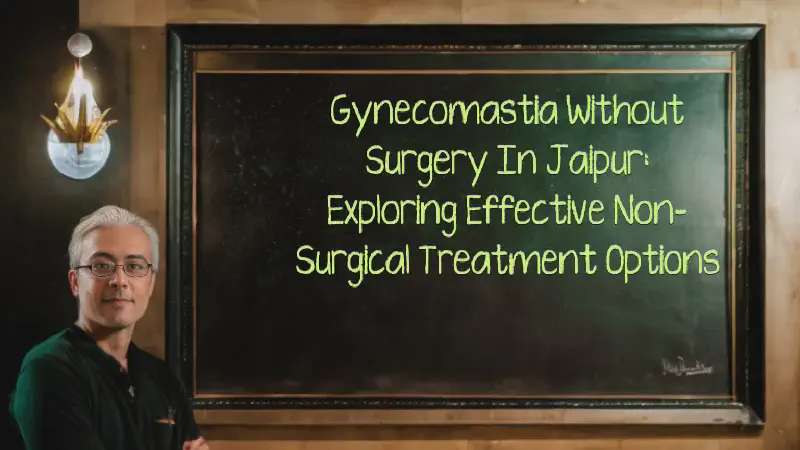 Gynecomastia Without
Surgery In Jaipur:
Exploring Effective Non-
Surgical Treatment Options